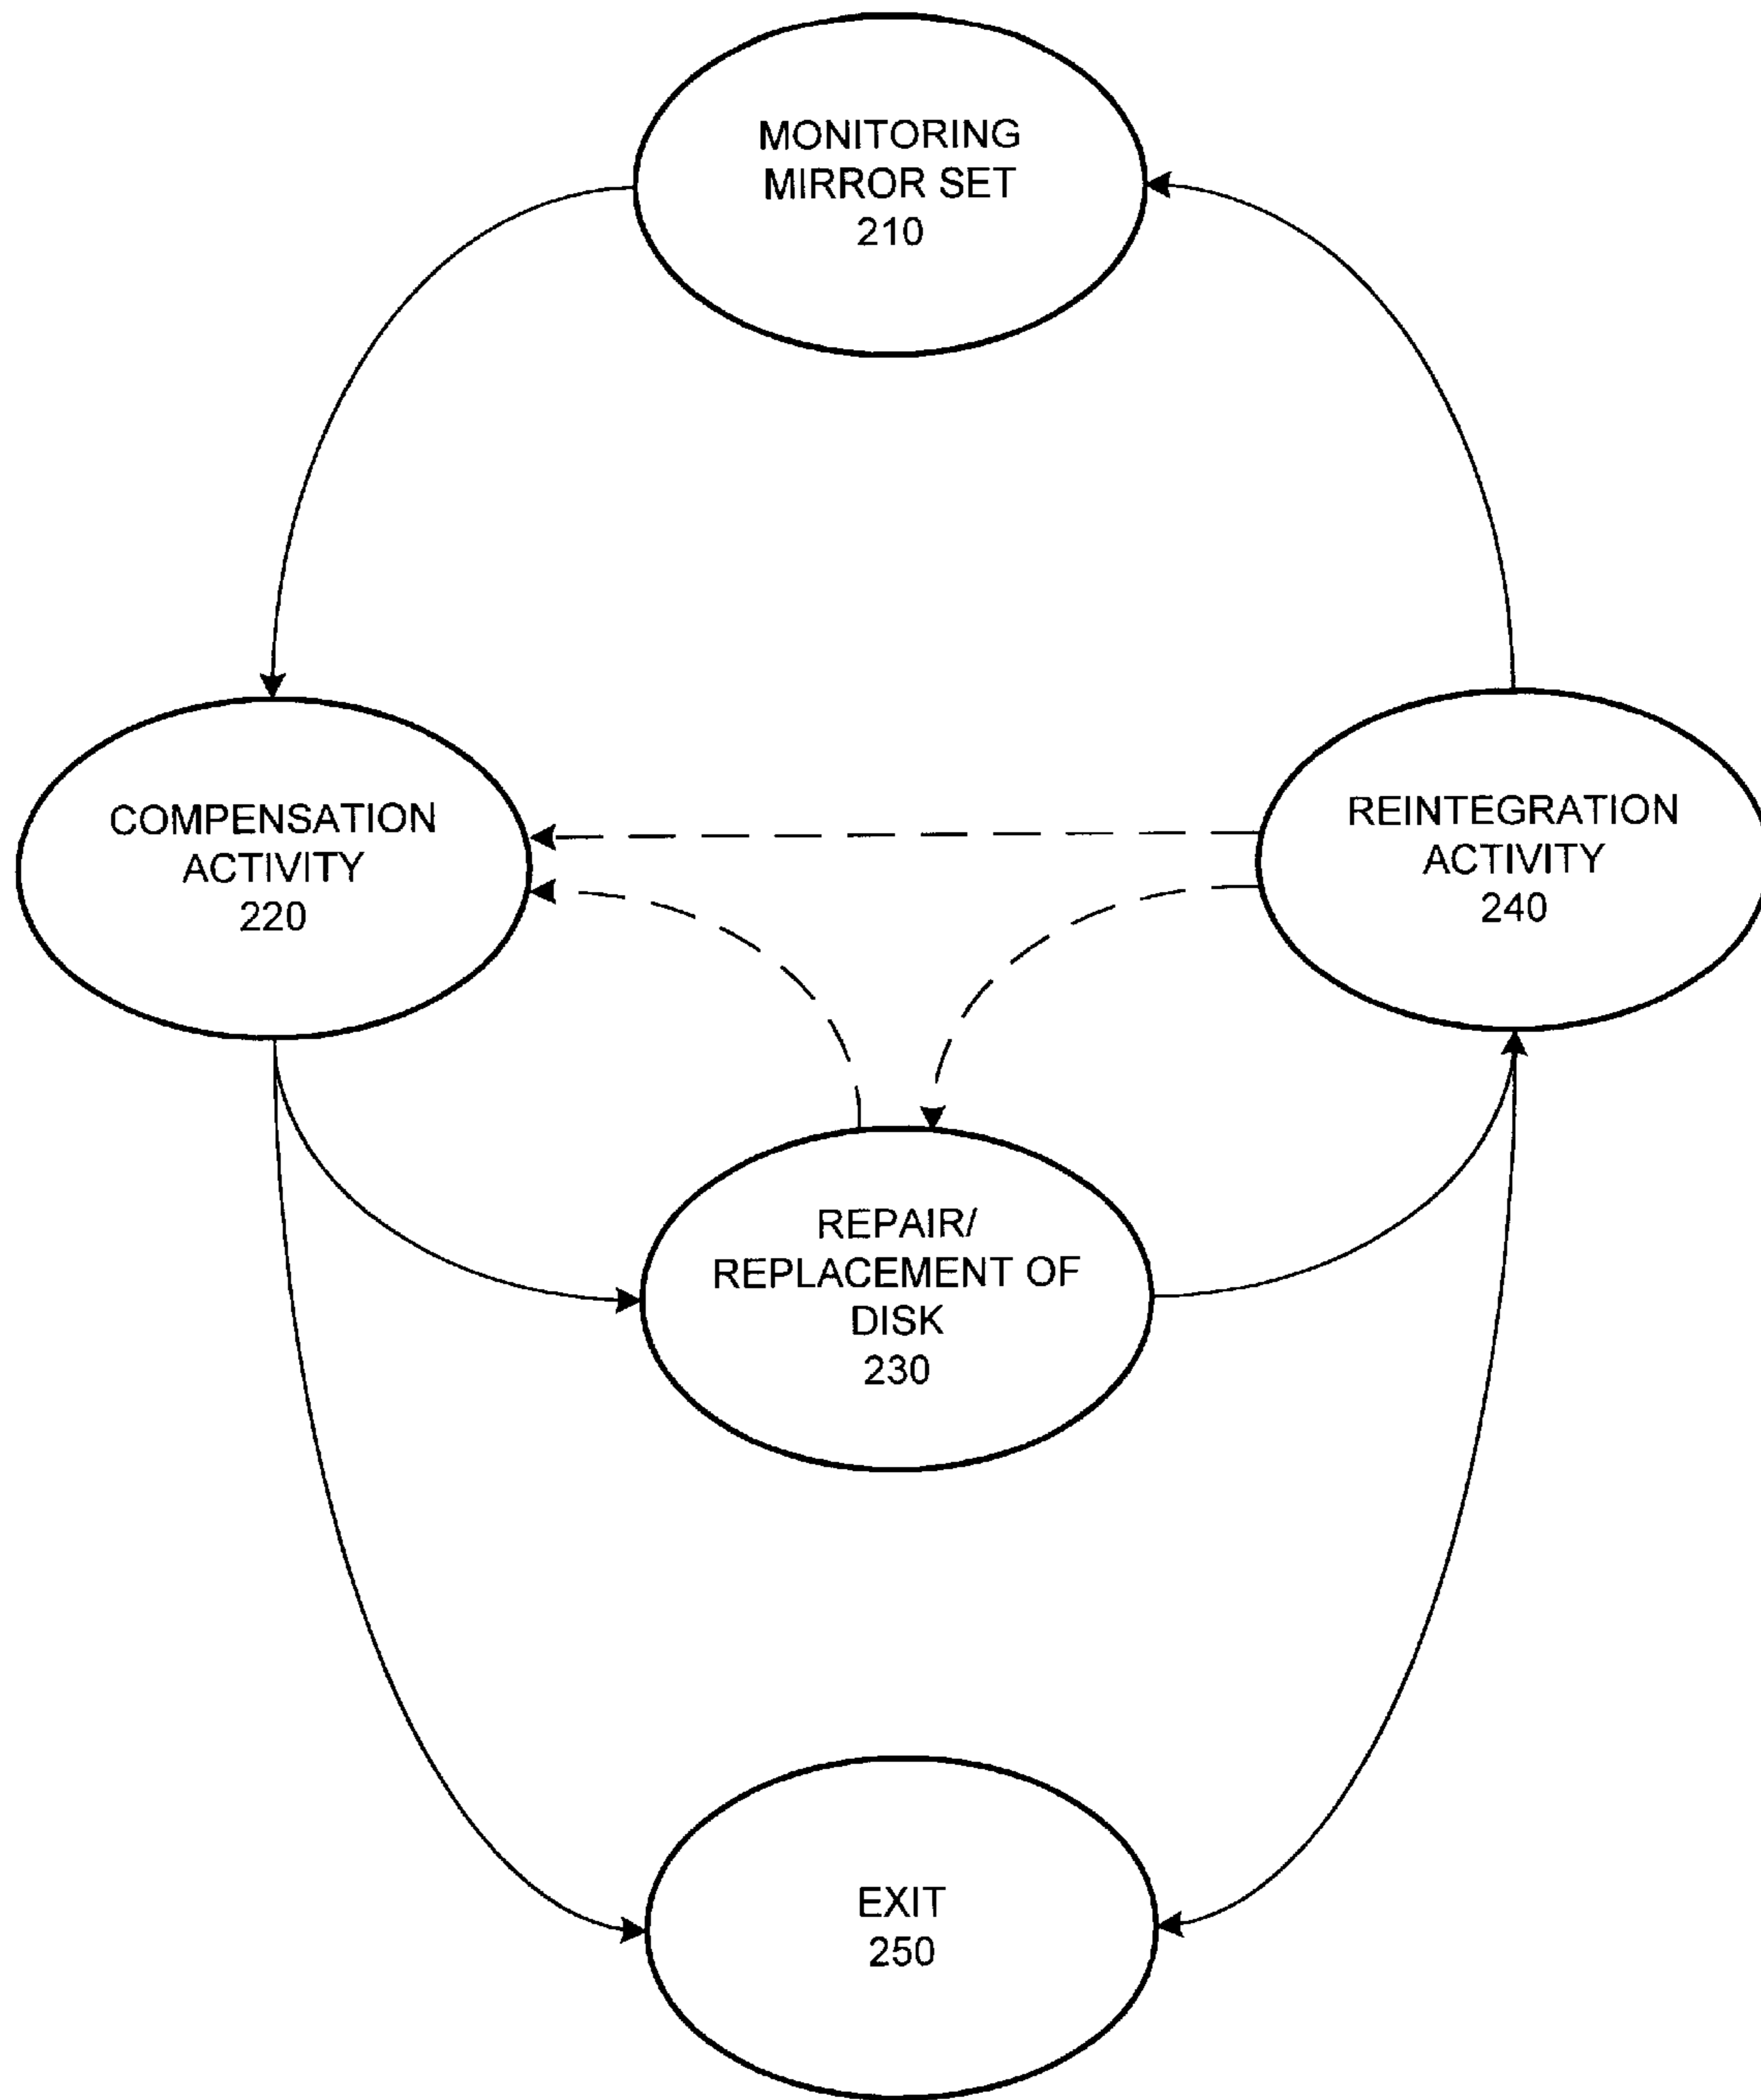 MONITORING
MIRROR SET
210
COMPENSATION
ACTIVITY
220
REINTEGRATION
ACTIVITY
240
REPAIR/
REPLACEMENT OF
DISK
230
EXIT
250